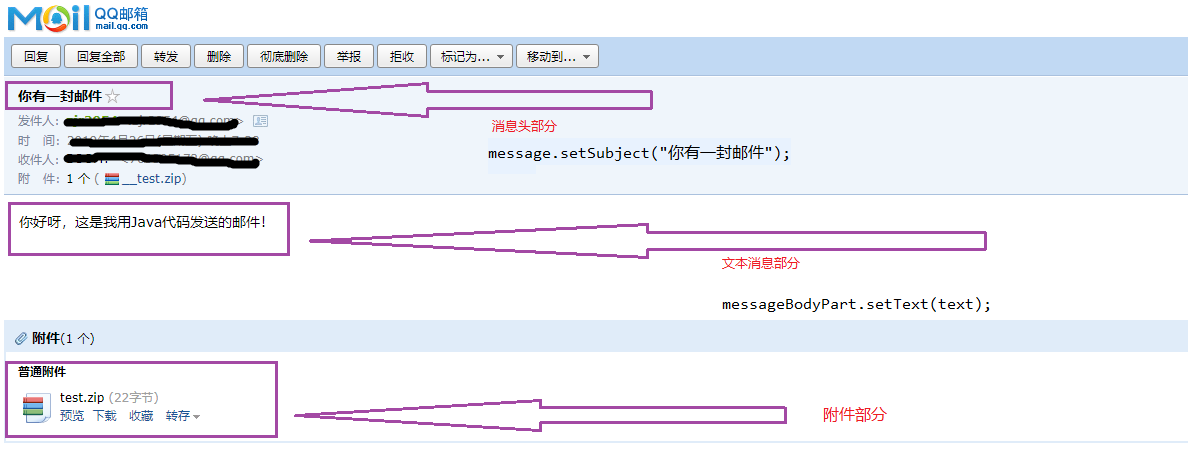 MAil QQ邮箱
mail.qq.com
回复 回复全部 转发 删除 彻底删除 举报 拒收 标记为... 移动到...
你有一封邮件☆
发件人：
消息头部分
时 间：
message.setSubject("你有一封邮件");
收件人：
附 件：1 个 ( __test.zip)
你好呀，这是我用Java代码发送的邮件！
文本消息部分
messageBodyPart.setText(text);
附件(1 个)
普通附件
test.zip (22字节)
预览 下载 收藏 转存
附件部分